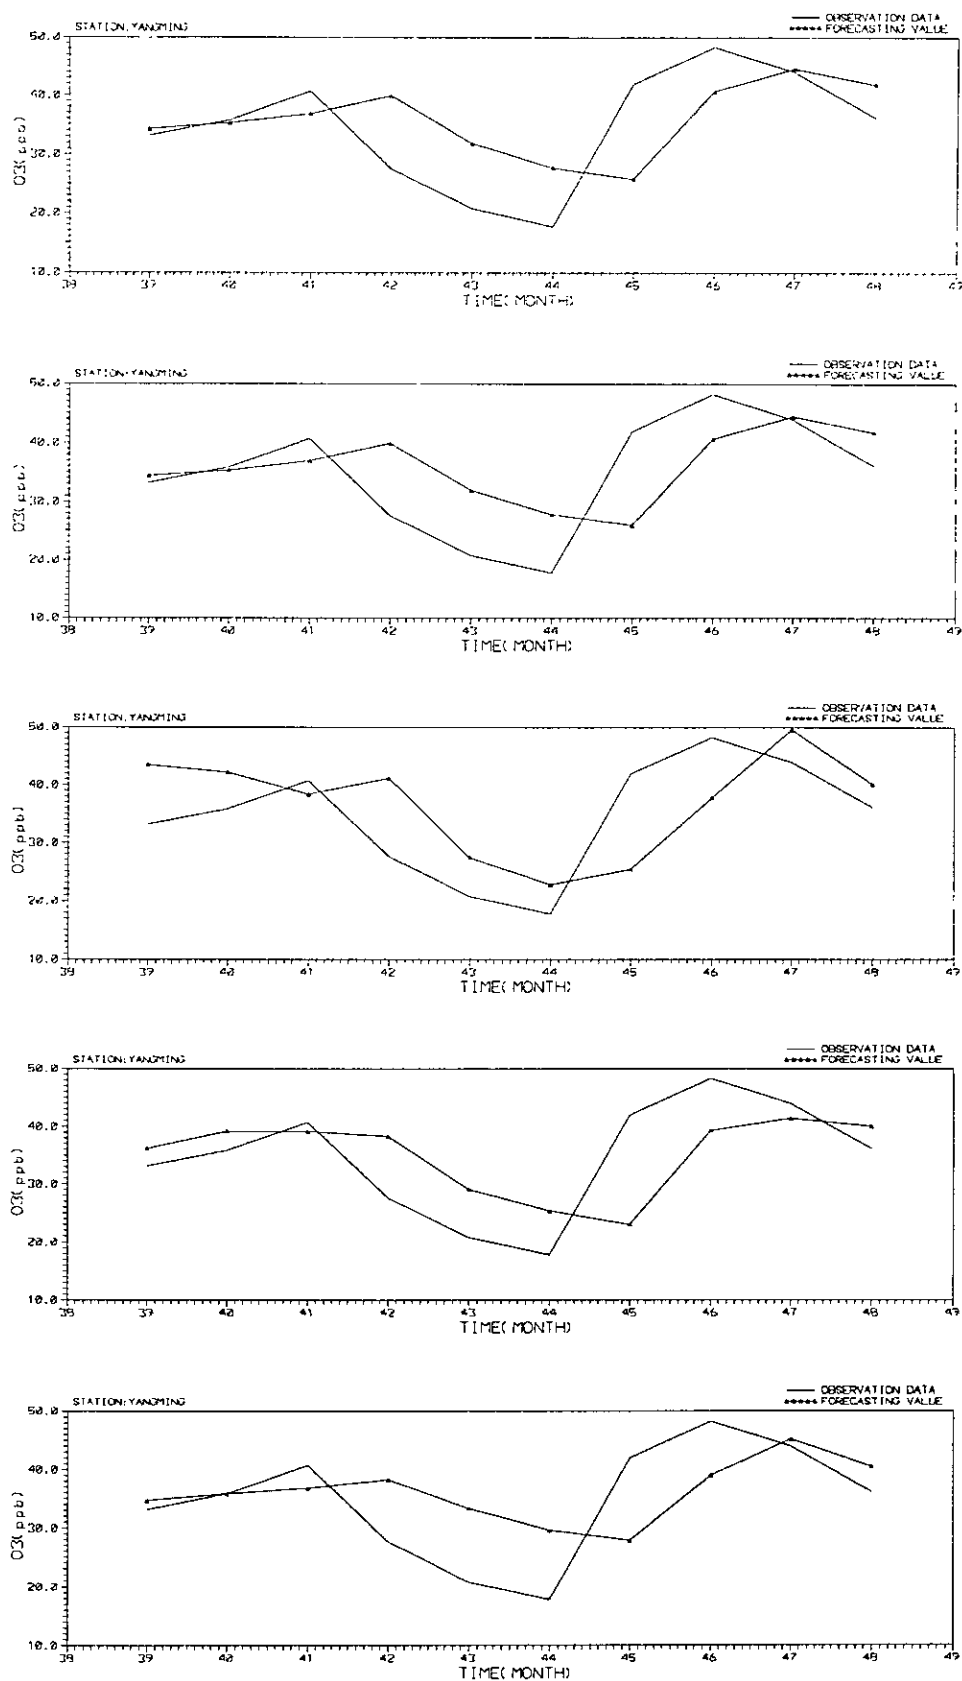 STATION:YANGMING
OBSERVATION DATA
FORECASTING VALUE
50.0
40.0
30.0
20.0
10.0
O3(ppb)
38 39 40 41 42 43 44 45 46 47 48 49
TIME(MONTH)
STATION:YANGMING
OBSERVATION DATA
FORECASTING VALUE
50.0
40.0
30.0
20.0
10.0
O3(ppb)
38 39 40 41 42 43 44 45 46 47 48 49
TIME(MONTH)
STATION:YANGMING
OBSERVATION DATA
FORECASTING VALUE
50.0
40.0
30.0
20.0
10.0
O3(ppb)
38 39 40 41 42 43 44 45 46 47 48 49
TIME(MONTH)
STATION:YANGMING
OBSERVATION DATA
FORECASTING VALUE
50.0
40.0
30.0
20.0
10.0
O3(ppb)
38 39 40 41 42 43 44 45 46 47 48 49
TIME(MONTH)
STATION:YANGMING
OBSERVATION DATA
FORECASTING VALUE
50.0
40.0
30.0
20.0
10.0
O3(ppb)
38 39 40 41 42 43 44 45 46 47 48 49
TIME(MONTH)